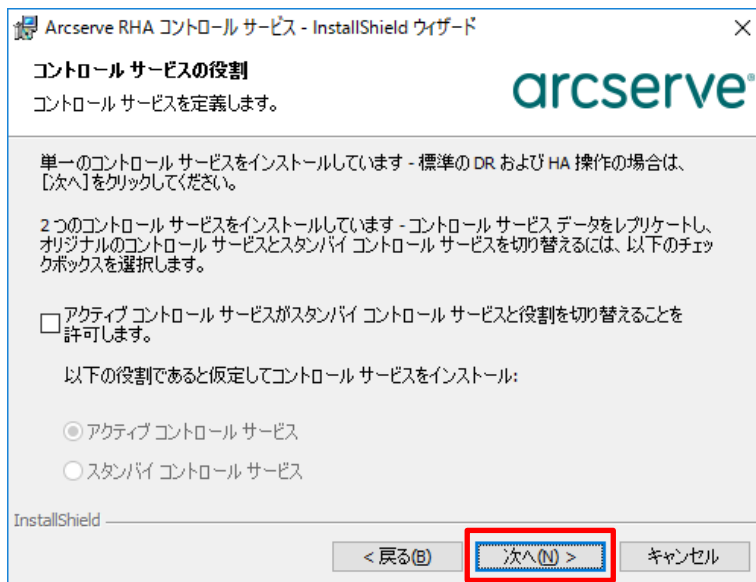 Arcserve RHA コントロール サービス - InstallShield ウィザード
コントロール サービスの役割
コントロール サービスを定義します。
arcserve®
単一のコントロール サービスをインストールしています - 標準の DR および HA 操作の場合は、
[次へ] をクリックしてください。
2 つのコントロール サービスをインストールしています - コントロール サービス データをレプリケートし、
オリジナルのコントロール サービスとスタンバイ コントロール サービスを切り替えるには、以下のチェッ
クボックスを選択します。
アクティブ コントロール サービスがスタンバイ コントロール サービスと役割を切り替えることを
許可します。
以下の役割であると仮定してコントロール サービスをインストール:
アクティブ コントロール サービス
スタンバイ コントロール サービス
InstallShield
< 戻る(B)
次へ(N) >
キャンセル